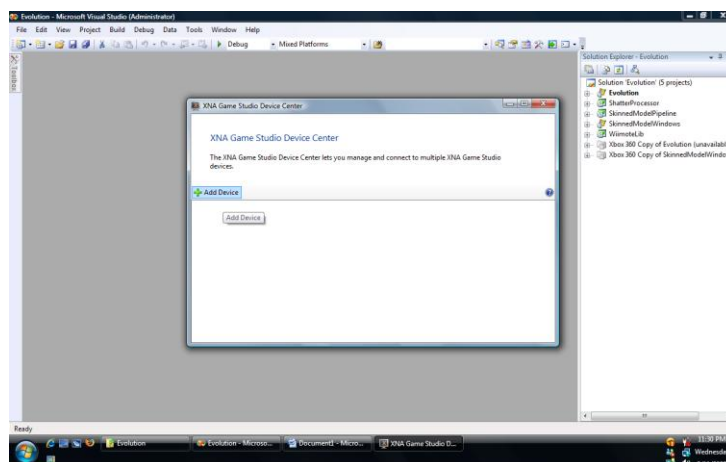 Evolution - Microsoft Visual Studio (Administrator)
File Edit View Project Build Debug Data Tools Window Help
Debug Mixed Platforms
Toolbox
Solution Explorer - Evolution
Solution 'Evolution' (5 projects)
Evolution
ShatterProcessor
SkinnedModelPipeline
SkinnedModelWindows
WiimoteLib
Xbox 360 Copy of Evolution (unavailabl
Xbox 360 Copy of SkinnedModelWindo
XNA Game Studio Device Center
XNA Game Studio Device Center
The XNA Game Studio Device Center lets you manage and connect to multiple XNA Game Studio
devices.
Add Device
Add Device
Ready
Evolution
Evolution - Microso...
Document1 - Micro...
XNA Game Studio D...
11:30 PM
Wednesda